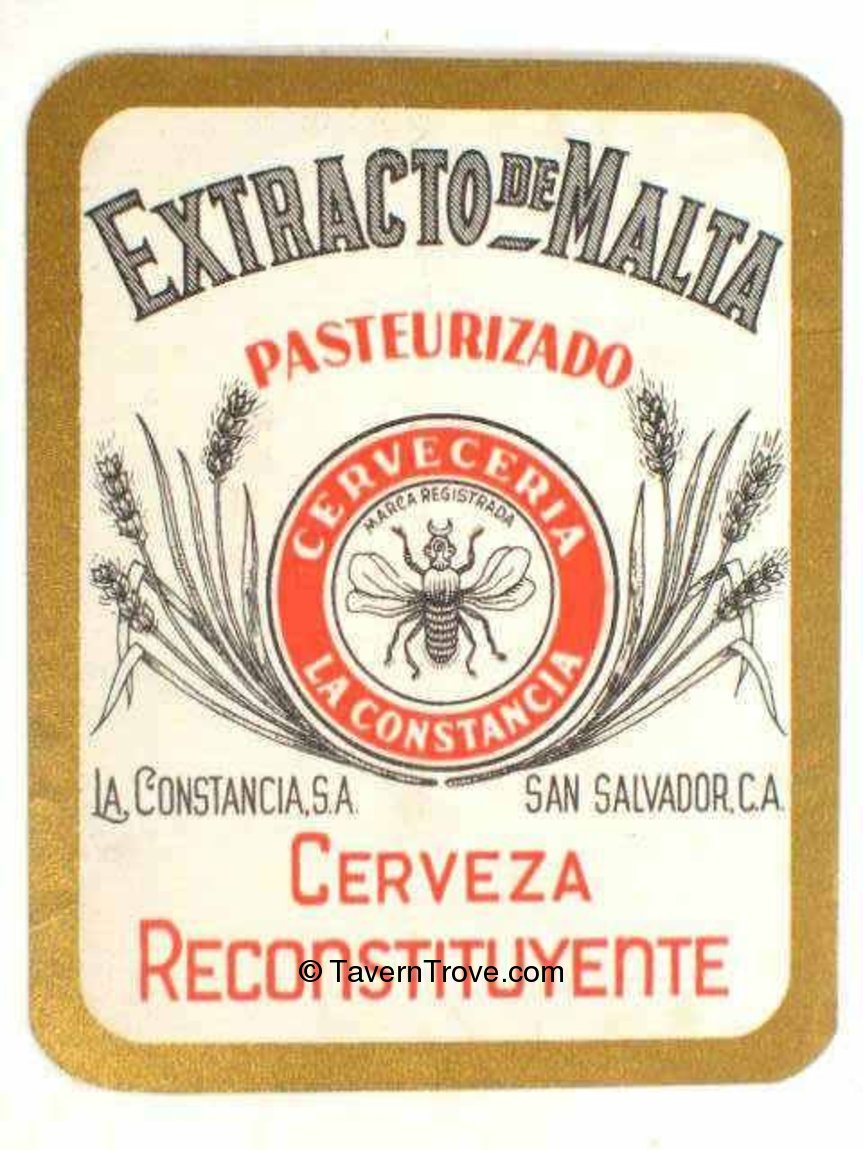 EXTRACTO DE MALTA
PASTEURIZADO
CERVECERIA
MARCA REGISTRADA
LA CONSTANCIA
LA CONSTANCIA, S.A. SAN SALVADOR, C.A.
CERVEZA
RECONSTITUYENTE
© TavernTrove.com